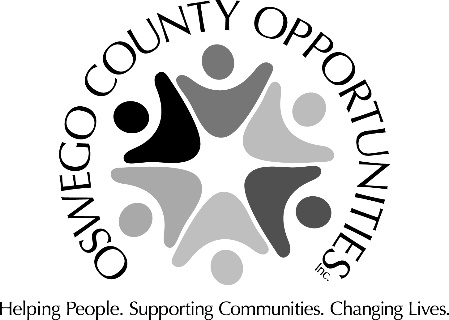 OSWEGO COUNTY OPPORTUNITIES
Inc.
Helping People. Supporting Communities. Changing Lives.